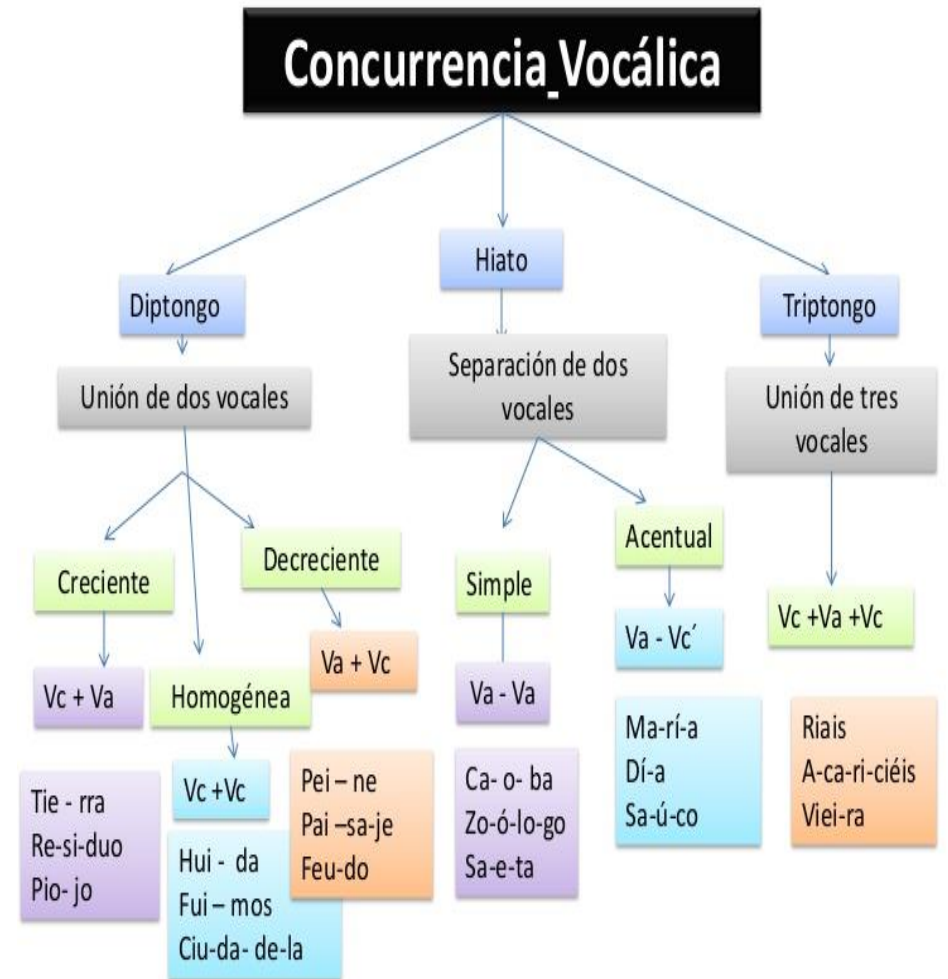 Concurrencia_Vocálica
Diptongo
Unión de dos vocales
Creciente
Vc + Va
Tie - rra
Re-si-duo
Pio- jo
Homogénea
Vc +Vc
Hui - da
Fui – mos
Ciu-da- de-la
Decreciente
Va + Vc
Pei – ne
Pai –sa-je
Feu-do
Hiato
Separación de dos
vocales
Simple
Va - Va
Ca- o- ba
Zo-ó-lo-go
Sa-e-ta
Acentual
Va - Vc´
Ma-rí-a
Dí-a
Sa-ú-co
Triptongo
Unión de tres
vocales
Vc +Va +Vc
Riais
A-ca-ri-ciéis
Viei-ra